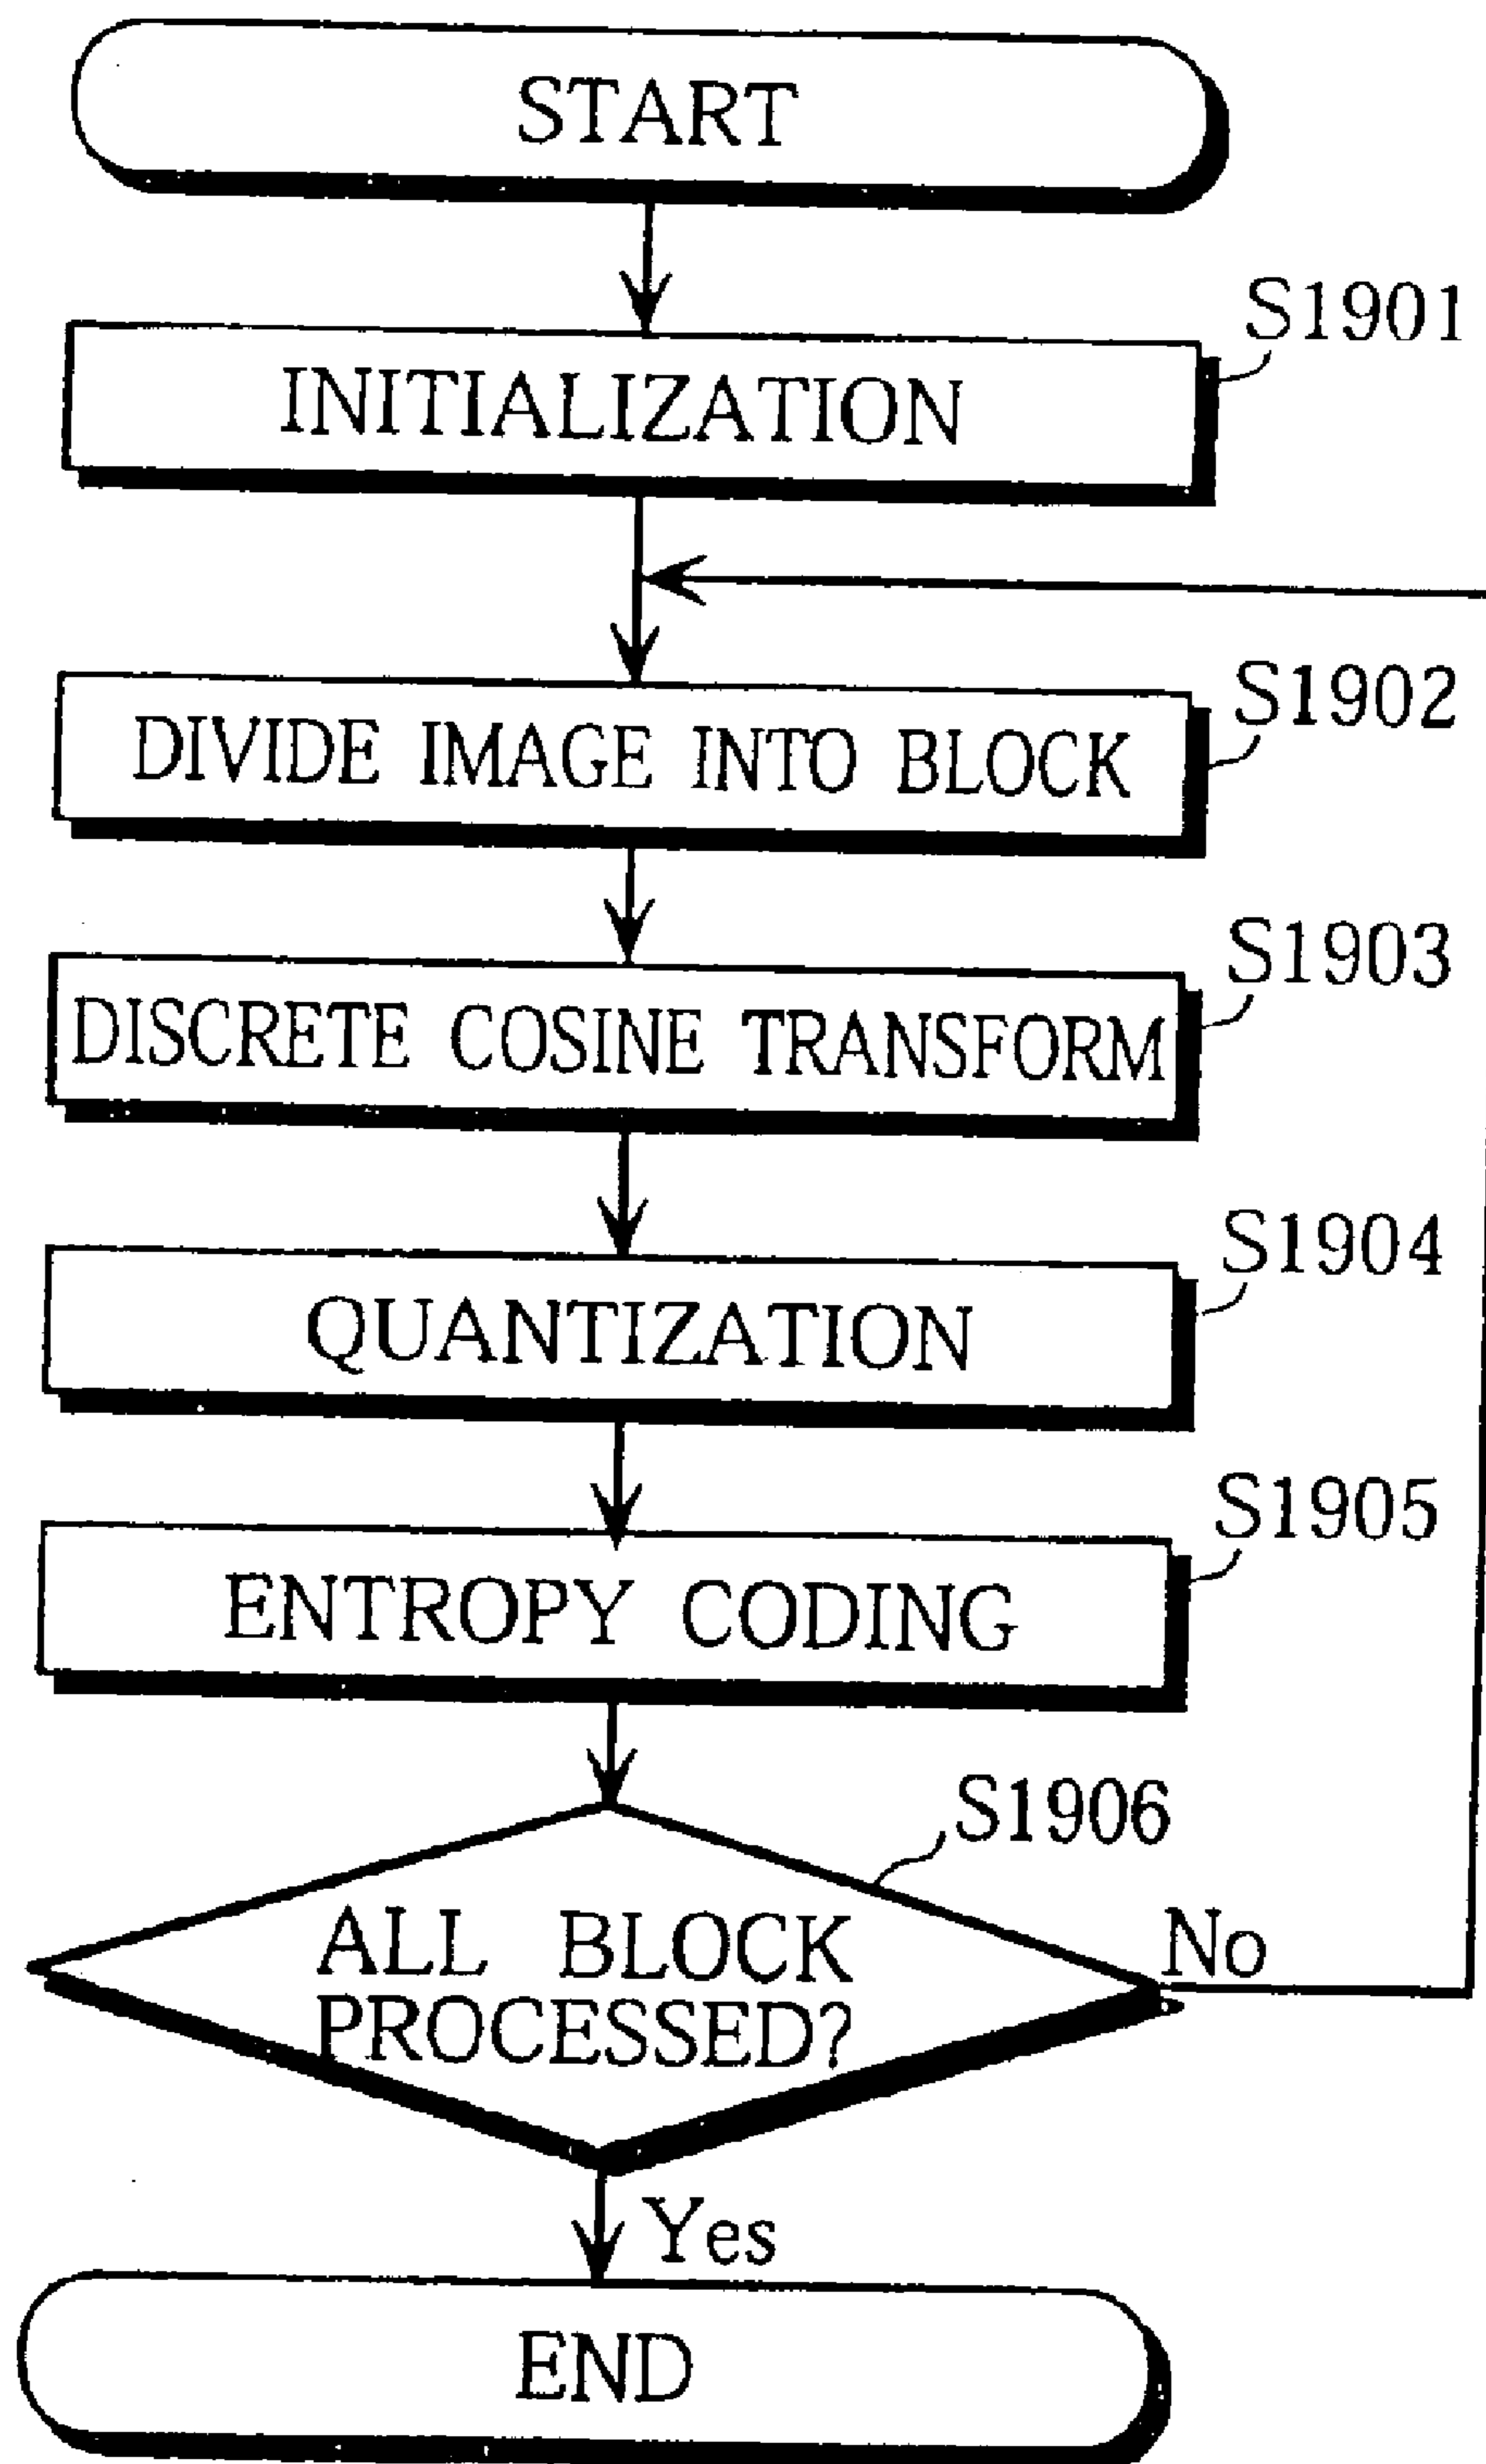 START
S1901
INITIALIZATION
S1902
DIVIDE IMAGE INTO BLOCK
S1903
DISCRETE COSINE TRANSFORM
S1904
QUANTIZATION
S1905
ENTROPY CODING
S1906
ALL BLOCK
PROCESSED?
No
Yes
END